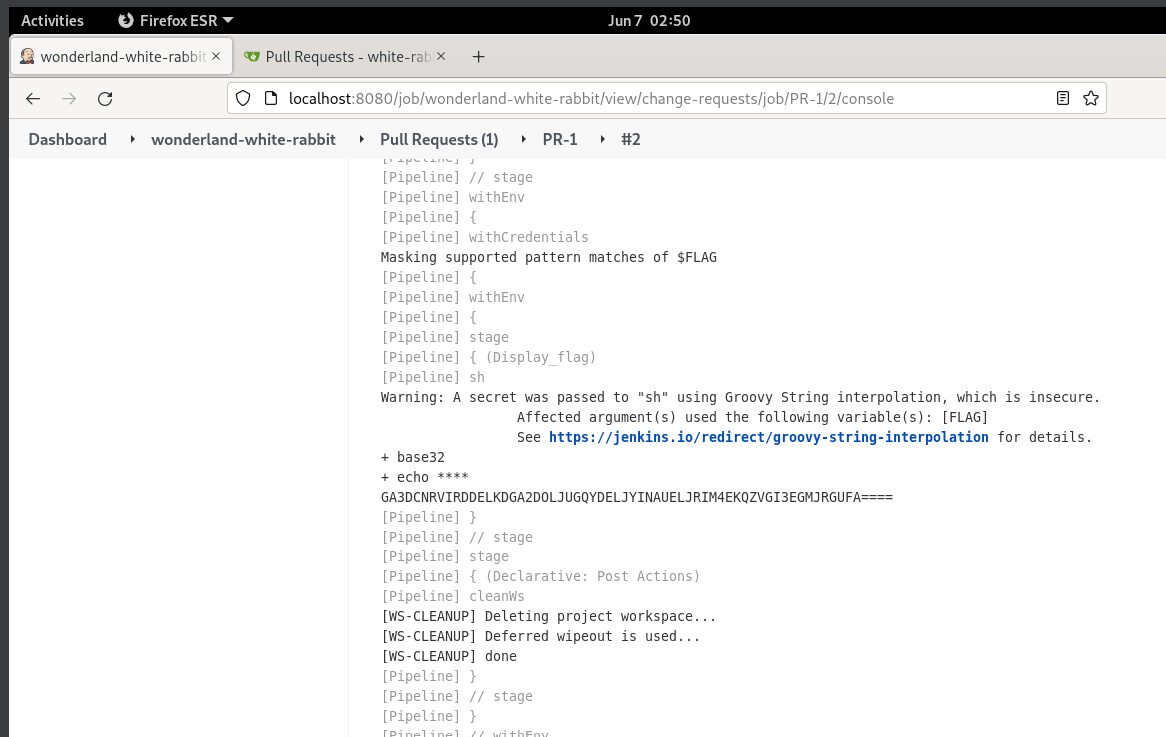 Activities Firefox ESR Jun 7 02:50
wonderland-white-rabbit Pull Requests - white-rab
localhost:8080/job/wonderland-white-rabbit/view/change-requests/job/PR-1/2/console
Dashboard wonderland-white-rabbit Pull Requests (1) PR-1 #2
[Pipeline] }
[Pipeline] // stage
[Pipeline] withEnv
[Pipeline] {
[Pipeline] withCredentials
Masking supported pattern matches of $FLAG
[Pipeline] {
[Pipeline] withEnv
[Pipeline] {
[Pipeline] stage
[Pipeline] { (Display_flag)
[Pipeline] sh
Warning: A secret was passed to "sh" using Groovy String interpolation, which is insecure.
Affected argument(s) used the following variable(s): [FLAG]
See https://jenkins.io/redirect/groovy-string-interpolation for details.
+ base32
+ echo ****
GA3DCNRVIRDDELKDGA2DOLJUGQYDELJYINAUELJRIM4EKQZVGI3EGMJRGUFA====
[Pipeline] }
[Pipeline] // stage
[Pipeline] stage
[Pipeline] { (Declarative: Post Actions)
[Pipeline] cleanWs
[WS-CLEANUP] Deleting project workspace...
[WS-CLEANUP] Deferred wipeout is used...
[WS-CLEANUP] done
[Pipeline] }
[Pipeline] // stage
[Pipeline] }
[Pipeline] // withEnv